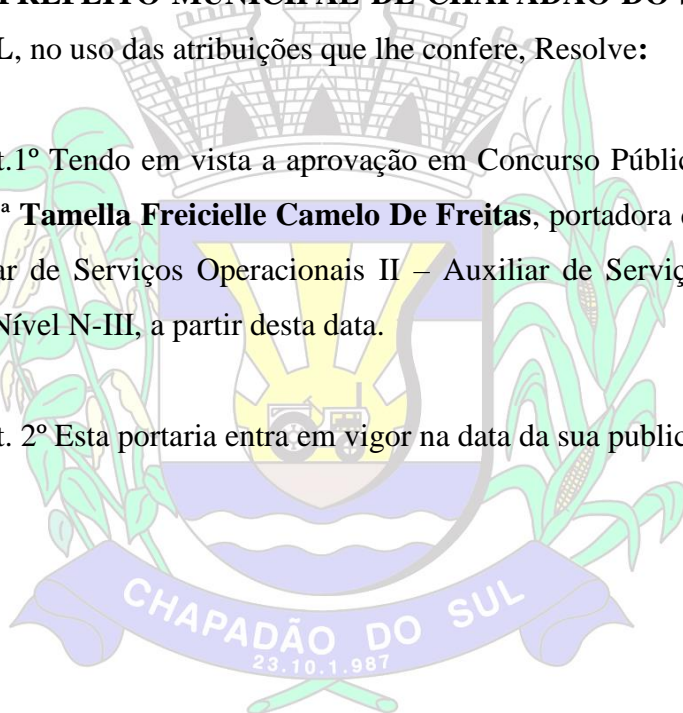 PREFEITO MUNICIPAL DE CHAPADÃO DO
L, no uso das atribuições que lhe confere, Resolve:
t.1º Tendo em vista a aprovação em Concurso Públic
ª Tamella Freicielle Camelo De Freitas, portadora
ar de Serviços Operacionais II – Auxiliar de Serviç
Nível N-III, a partir desta data.
t. 2º Esta portaria entra em vigor na data da sua public
CHAPADÃO DO SUL
23.10.1.987